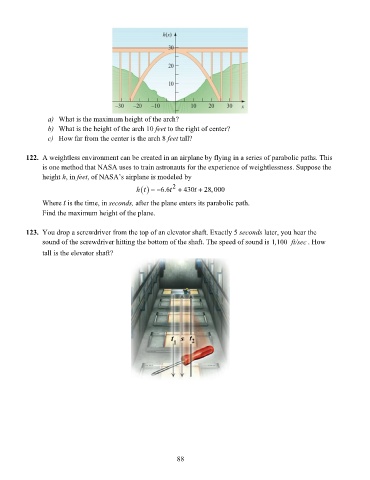 h(x)
30
20
10
−30 −20 −10 10 20 30 x
a) What is the maximum height of the arch?
b) What is the height of the arch 10 feet to the right of center?
c) How far from the center is the arch 8 feet tall?
122. A weightless environment can be created in an airplane by flying in a series of parabolic paths. This
is one method that NASA uses to train astronauts for the experience of weightlessness. Suppose the
height h, in feet, of NASA's airplane is modeled by
h(t) = −6.6t² + 430t + 28,000
Where t is the time, in seconds, after the plane enters its parabolic path.
Find the maximum height of the plane.
123. You drop a screwdriver from the top of an elevator shaft. Exactly 5 seconds later, you hear the
sound of the screwdriver hitting the bottom of the shaft. The speed of sound is 1,100 ft/sec . How
tall is the elevator shaft?
t₁ s t₂
88